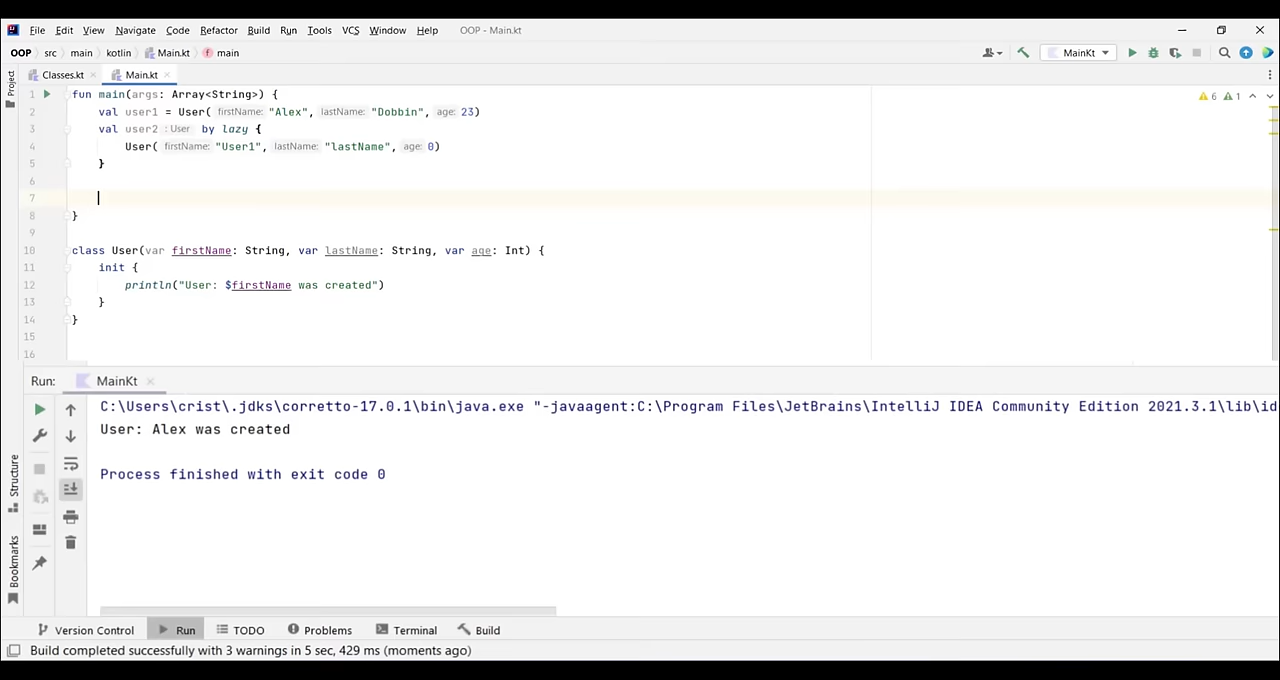 File Edit View Navigate Code Refactor Build Run Tools VCS Window Help OOP - Main.kt
OOP src main kotlin Main.kt main MainKt
Project
Classes.kt Main.kt
1 fun main(args: Array<String>) { 6 1
2 val user1 = User( firstName: "Alex", lastName: "Dobbin", age: 23)
3 val user2 : User by lazy {
4 User( firstName: "User1", lastName: "lastName", age: 0)
5 }
6
7
8 }
9
10 class User(var firstName: String, var lastName: String, var age: Int) {
11 init {
12 println("User: $firstName was created")
13 }
14 }
15
16
Run: MainKt
C:\Users\crist\.jdks\corretto-17.0.1\bin\java.exe "-javaagent:C:\Program Files\JetBrains\IntelliJ IDEA Community Edition 2021.3.1\lib\id
User: Alex was created
Process finished with exit code 0
Structure
Bookmarks
Version Control Run TODO Problems Terminal Build
Build completed successfully with 3 warnings in 5 sec, 429 ms (moments ago)